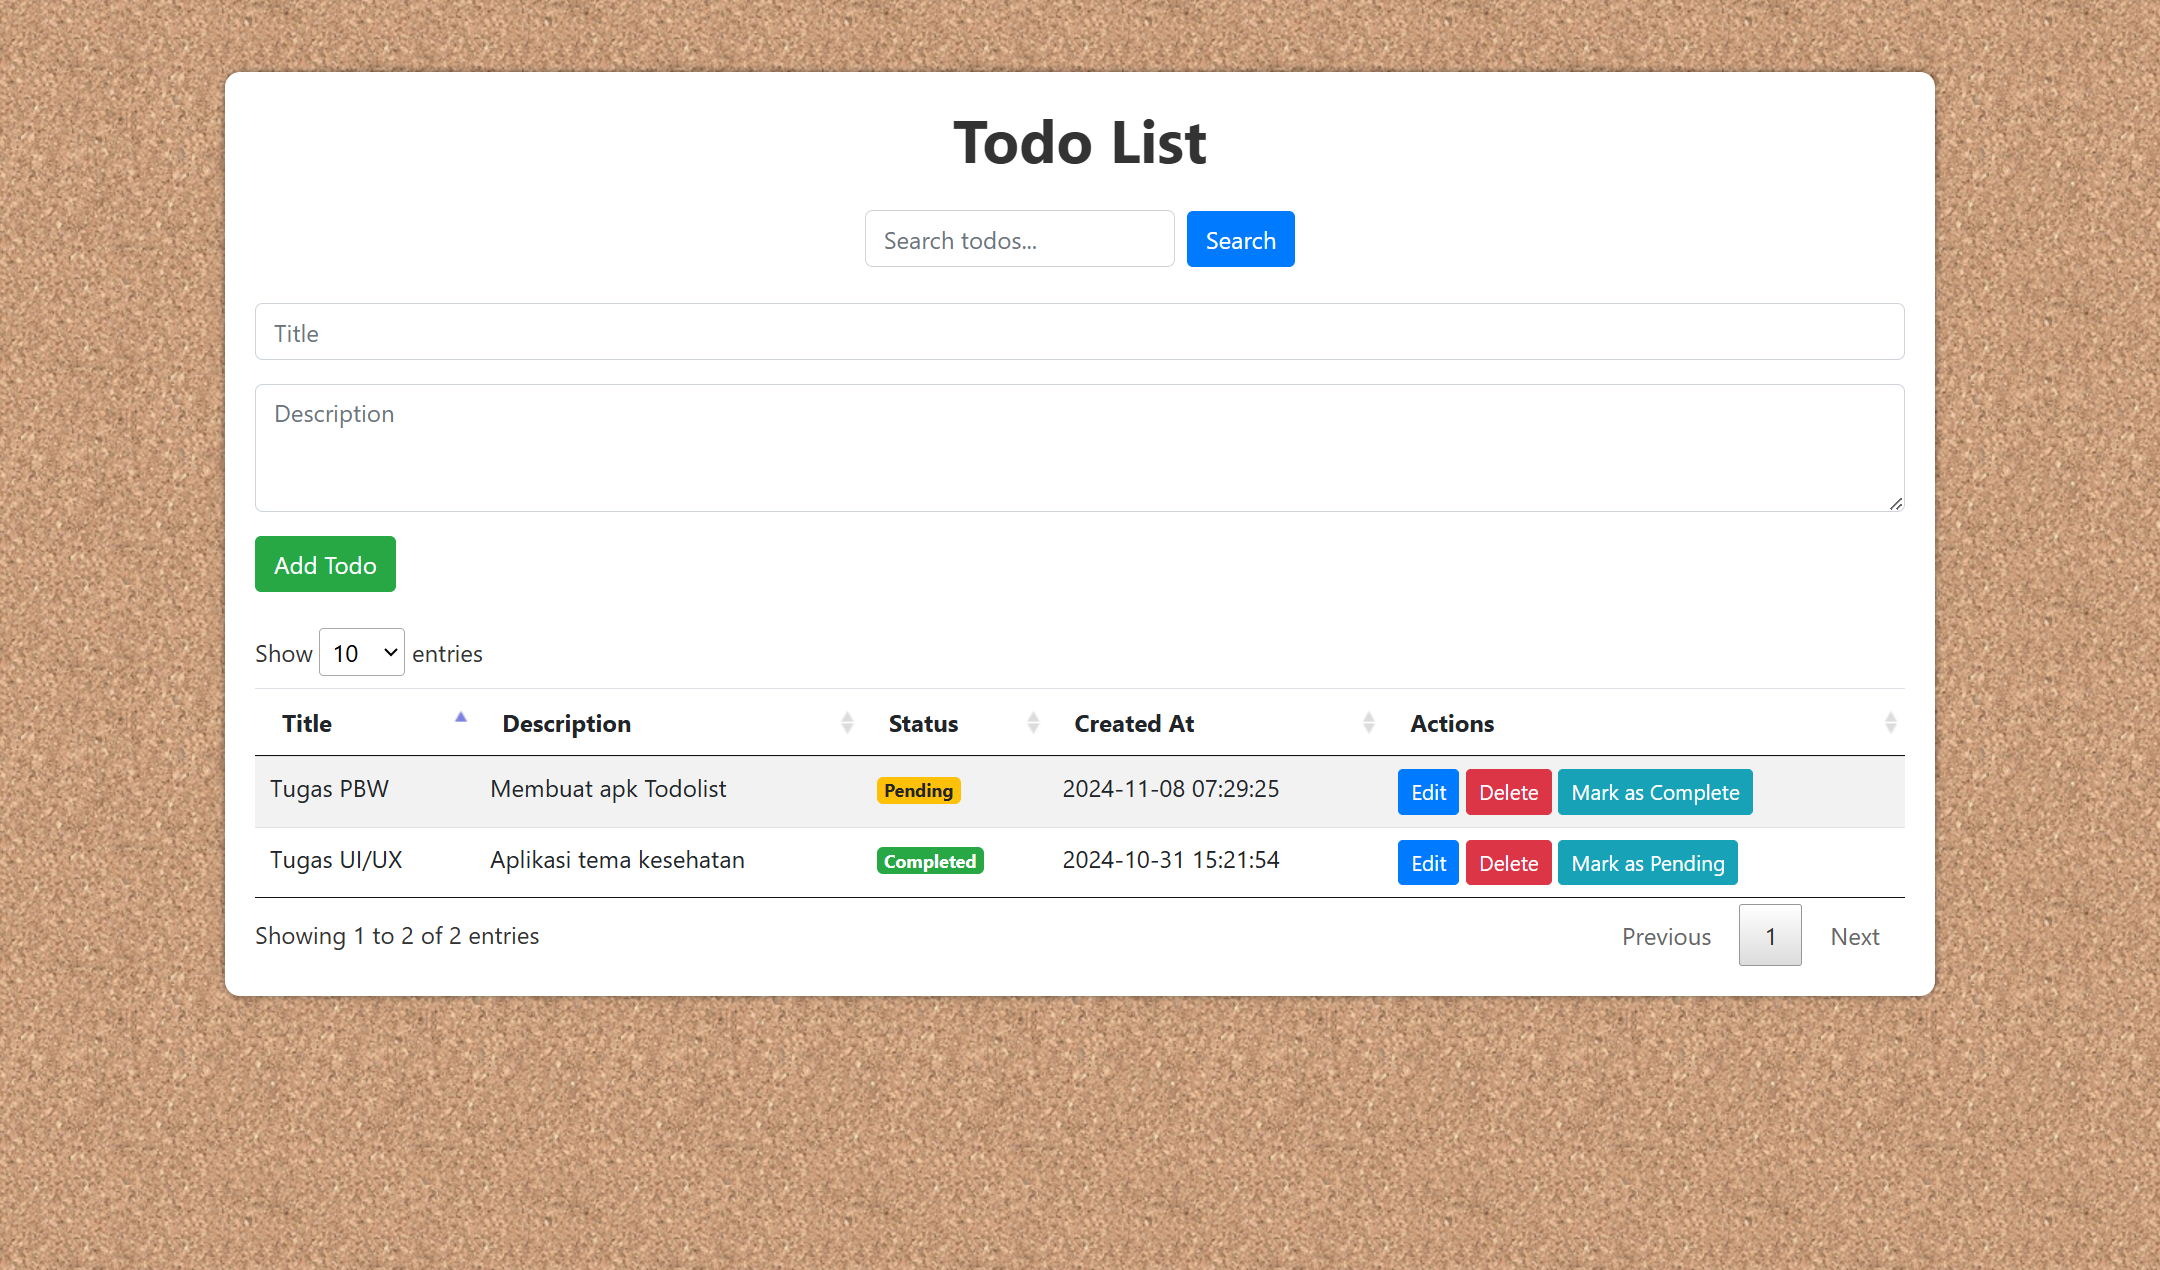 Todo List
Search todos... Search
Title
Description
Add Todo
Show 10 entries
Title Description Status Created At Actions
Tugas PBW Membuat apk Todolist Pending 2024-11-08 07:29:25 Edit Delete Mark as Complete
Tugas UI/UX Aplikasi tema kesehatan Completed 2024-10-31 15:21:54 Edit Delete Mark as Pending
Showing 1 to 2 of 2 entries Previous 1 Next